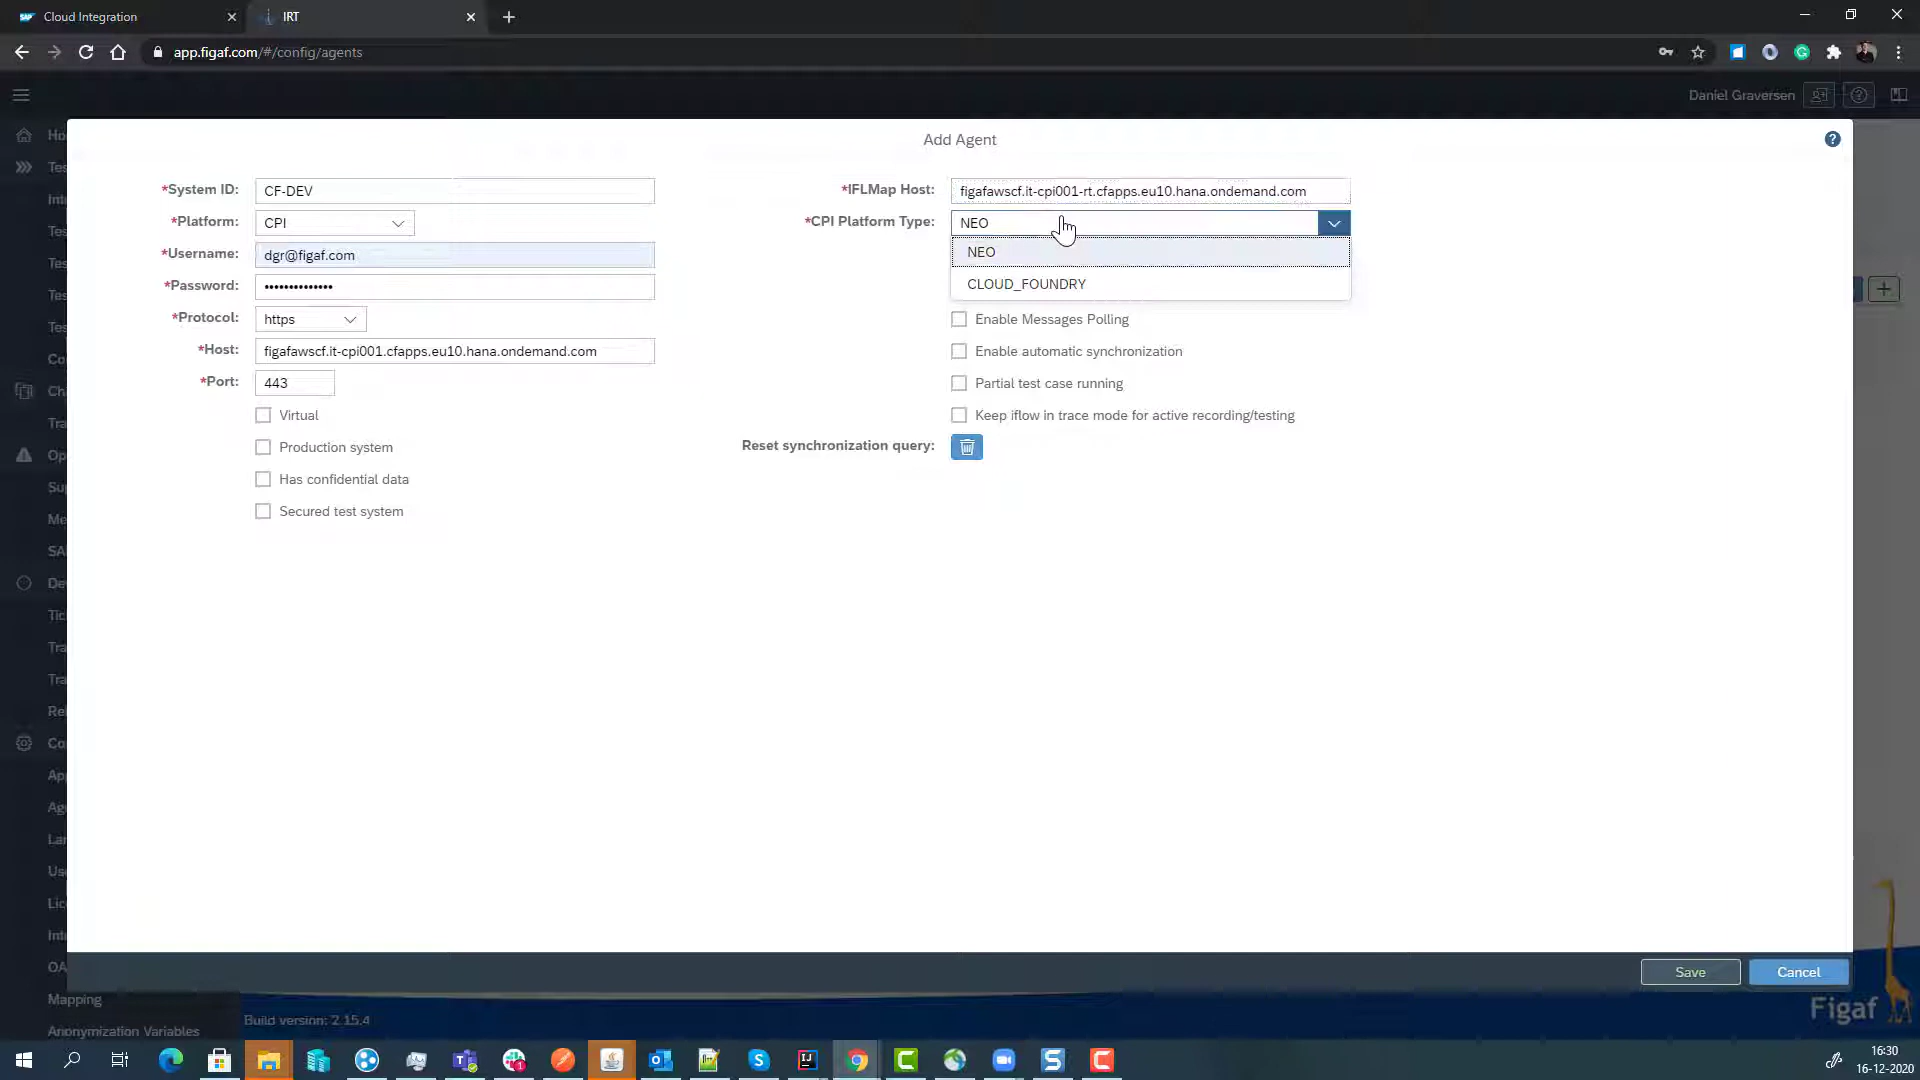 Cloud Integration
IRT
app.figaf.com/#/config/agents
Daniel Graversen
Add Agent
*System ID: CF-DEV
*IFLMap Host: figafawscf.it-cpi001-rt.cfapps.eu10.hana.ondemand.com
*Platform: CPI
*CPI Platform Type: NEO
*Username: dgr@figaf.com
NEO
*Password: ••••••••••••••
CLOUD_FOUNDRY
*Protocol: https
Enable Messages Polling
*Host: figafawscf.it-cpi001.cfapps.eu10.hana.ondemand.com
Enable automatic synchronization
*Port: 443
Partial test case running
Virtual
Keep iflow in trace mode for active recording/testing
Production system
Reset synchronization query:
Has confidential data
Secured test system
Save
Cancel
Mapping
Figaf
Build version: 2.15.4
Anonymization Variables
16:30
16-12-2020